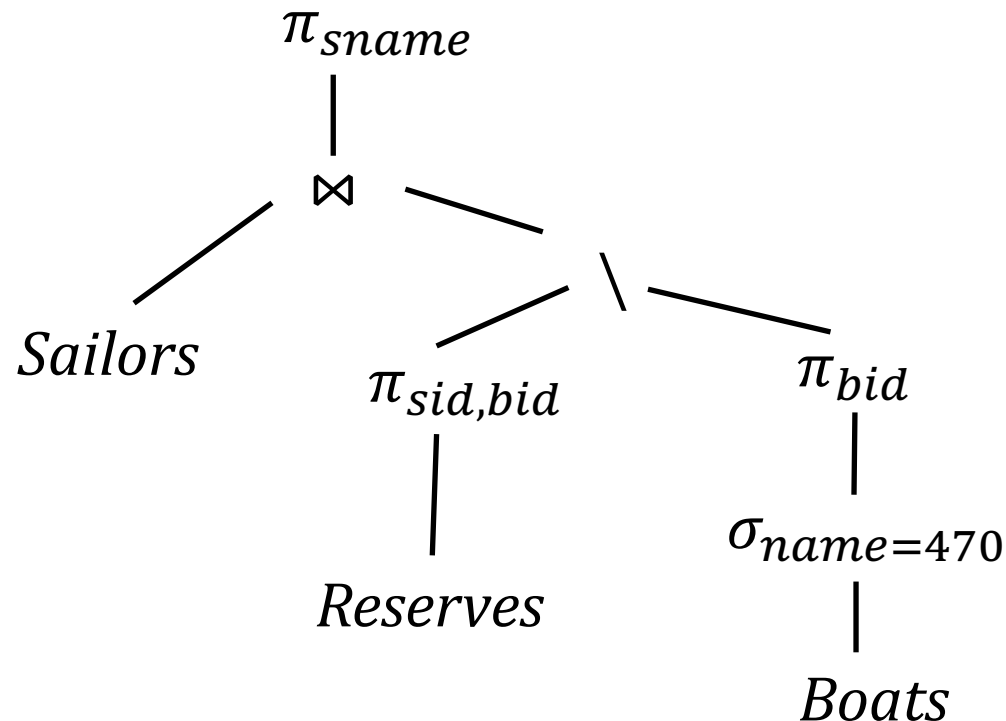 π_sname
⋈
\
Sailors
π_sid,bid
π_bid
σ_name=470
Reserves
Boats